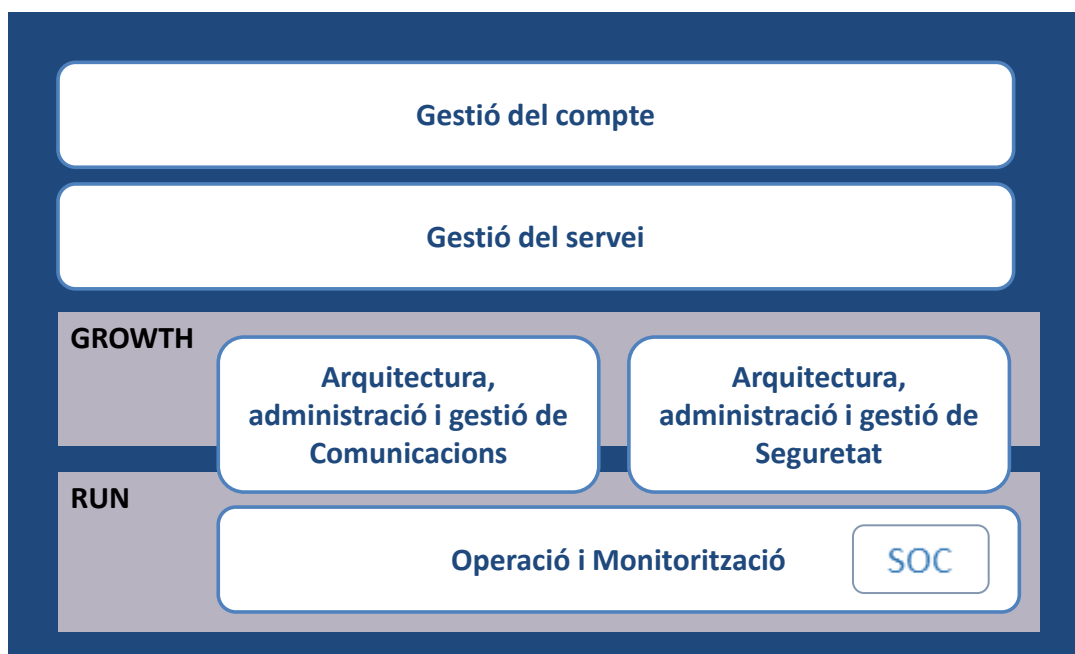 Gestió del compte
Gestió del servei
GROWTH
Arquitectura,
administració i gestió de
Comunicacions
Arquitectura,
administració i gestió de
Seguretat
RUN
Operació i Monitorització
SOC